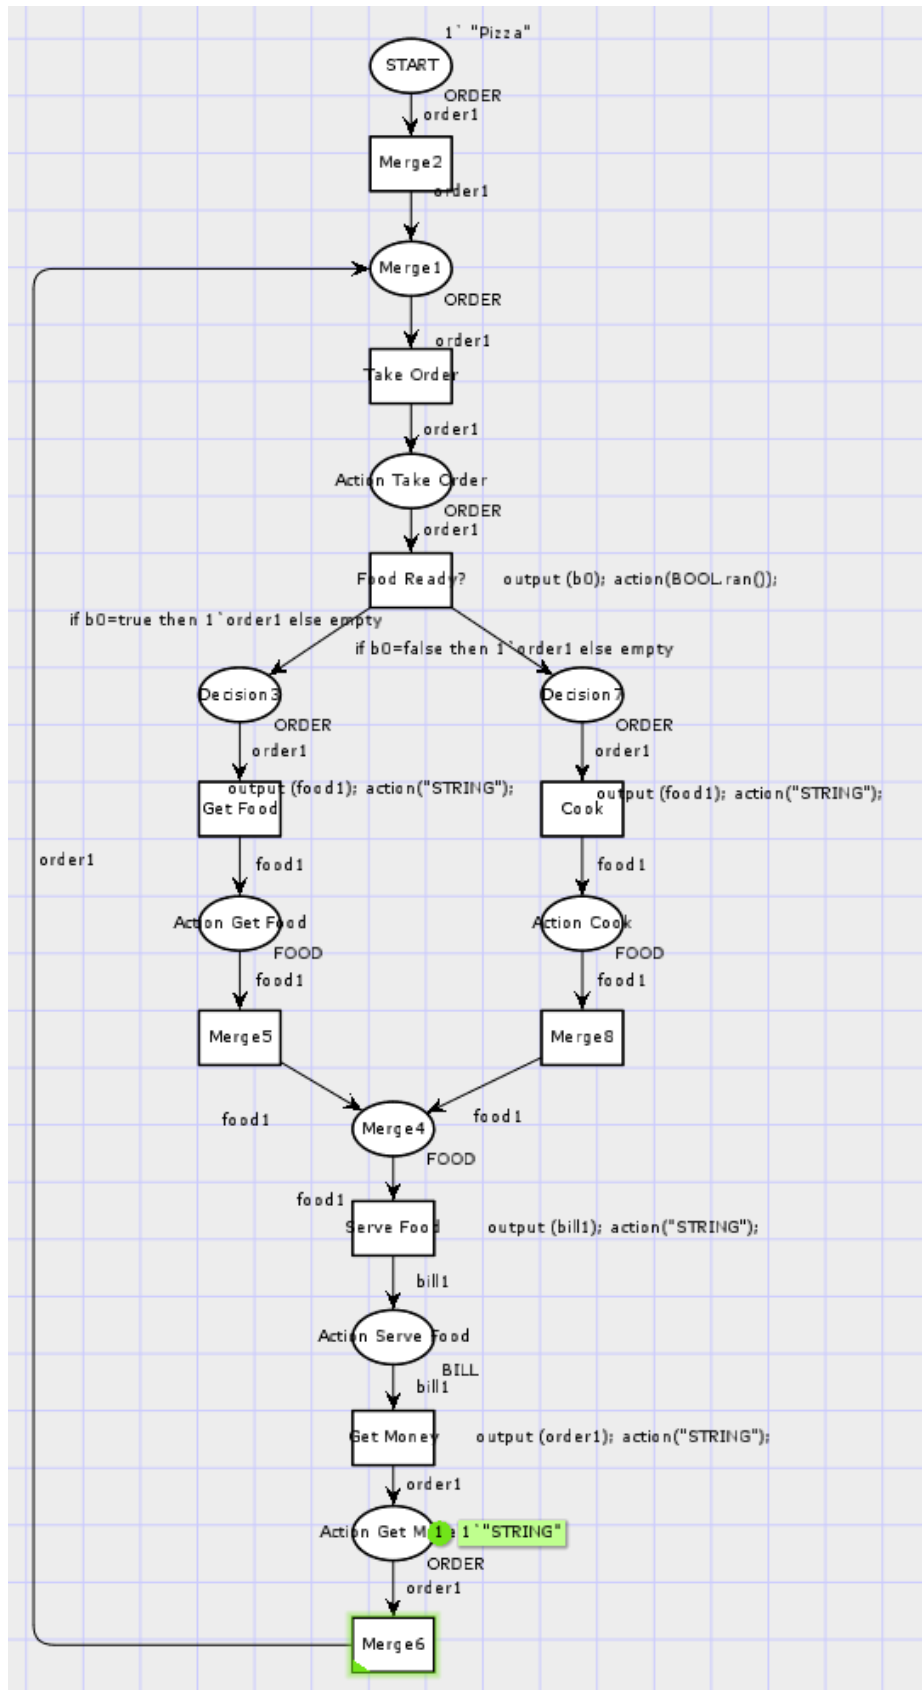 1` "Pizza"
START
ORDER
order1
Merge2
order1
Merge1
ORDER
order1
Take Order
order1
Action Take Order
ORDER
order1
Food Ready?
output (b0); action(BOOL.ran());
if b0=true then 1`order1 else empty
if b0=false then 1`order1 else empty
Decision3
Decision7
ORDER
ORDER
order1
order1
output (food1); action("STRING");
output (food1); action("STRING");
Get Food
Cook
order1
food1
food1
Action Get Food
Action Cook
FOOD
FOOD
food1
food1
Merge5
Merge8
food1
food1
Merge4
FOOD
food1
Serve Food
output (bill1); action("STRING");
bill1
Action Serve Food
BILL
bill1
Get Money
output (order1); action("STRING");
order1
Action Get
1
1`"STRING"
ORDER
order1
Merge6